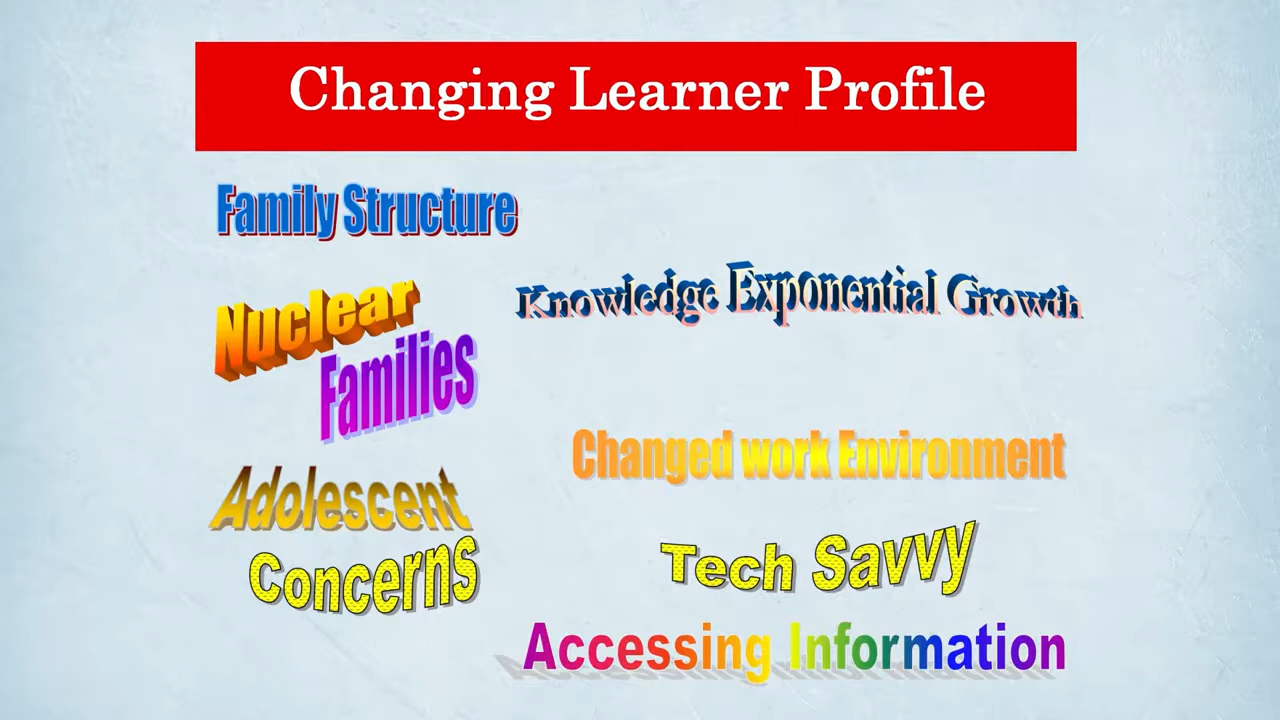 Changing Learner Profile
Family Structure
Knowledge Exponential Growth
Nuclear
Families
Changed work Environment
Adolescent
Concerns
Tech Savvy
Accessing Information